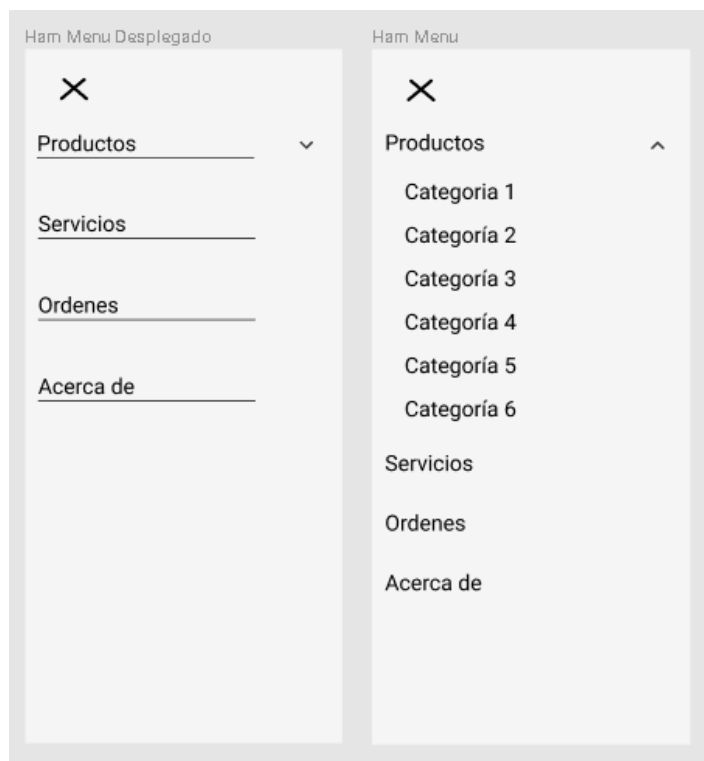 Ham Menu Desplegado
Productos
Servicios
Ordenes
Acerca de
Ham Menu
Productos
Categoria 1
Categoría 2
Categoría 3
Categoría 4
Categoría 5
Categoría 6
Servicios
Ordenes
Acerca de